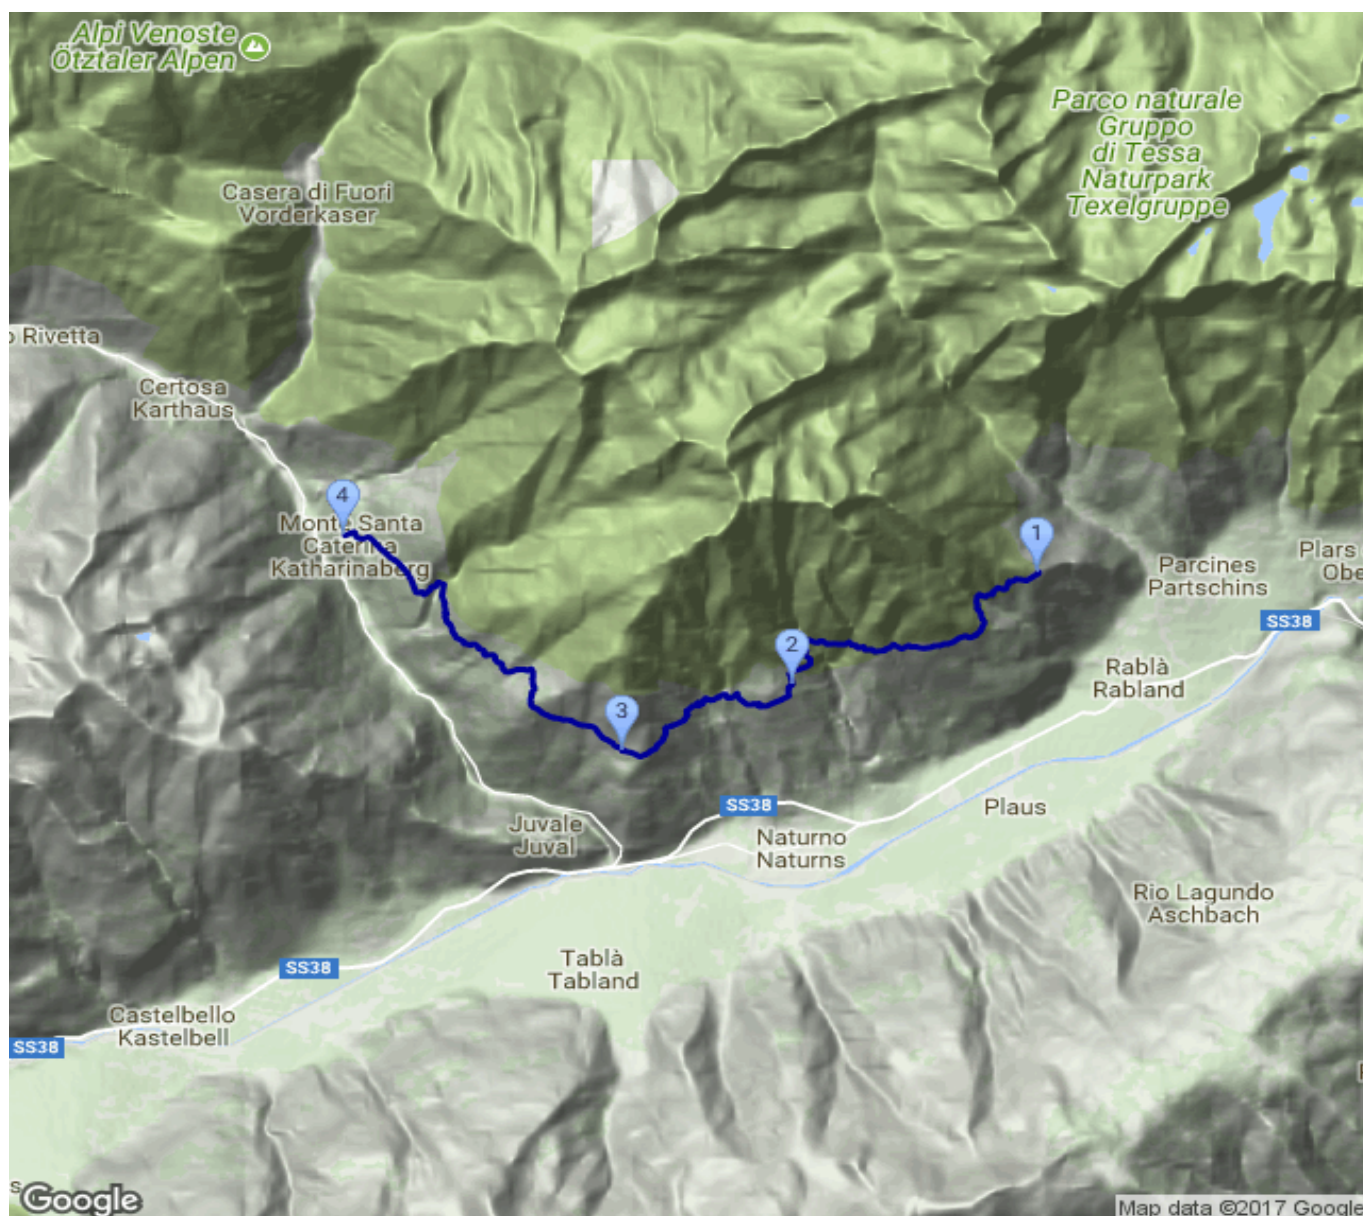 Alpi Venoste
Ötztaler Alpen
Parco naturale
Gruppo
di Tessa
Naturpark
Texelgruppe
Casera di Fuori
Vorderkaser
o Rivetta
Certosa
Karthaus
4
Monte Santa
Caterina
Katharinaberg
1
Parcines
Partschins
Plars
Obe
SS38
2
Rablà
Rabland
3
SS38
Plaus
Juvale
Juval
Naturno
Naturns
Rio Lagundo
Aschbach
Tablà
Tabland
SS38
Castelbello
Kastelbell
SS38
s
Google
Map data ©2017 Google